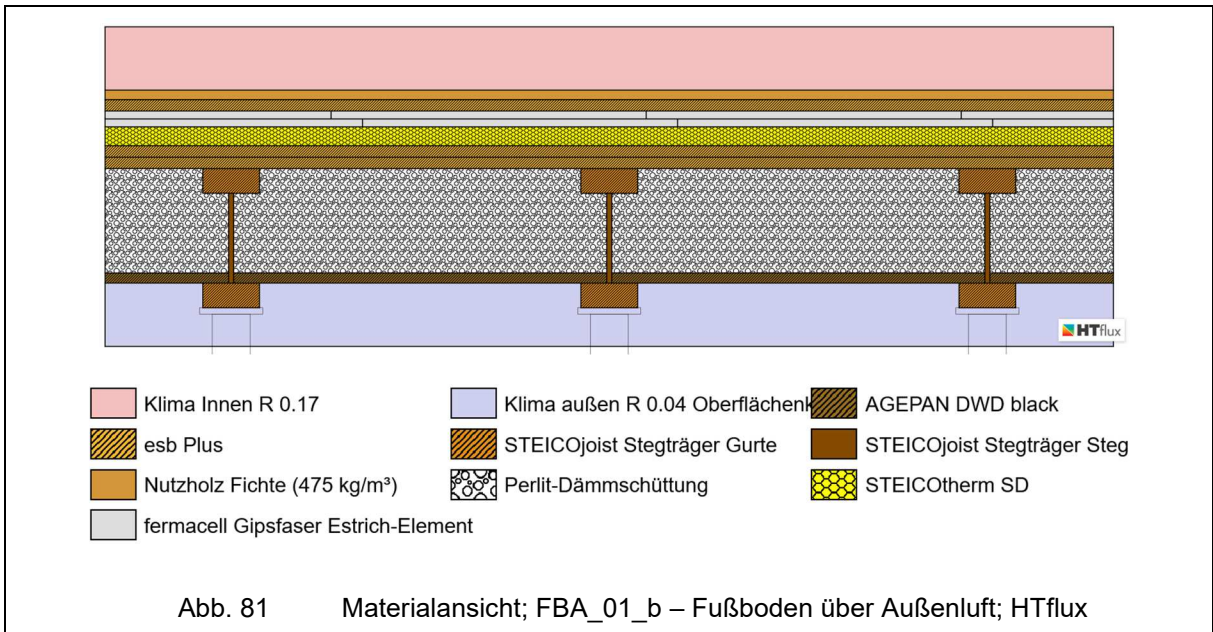 HTflux
Klima Innen R 0.17
Klima außen R 0.04 Oberflächenk
AGEPAN DWD black
esb Plus
STEICOjoist Stegträger Gurte
STEICOjoist Stegträger Steg
Nutzholz Fichte (475 kg/m³)
Perlit-Dämmschüttung
STEICOtherm SD
fermacell Gipsfaser Estrich-Element
Abb. 81 Materialansicht; FBA_01_b – Fußboden über Außenluft; HTflux